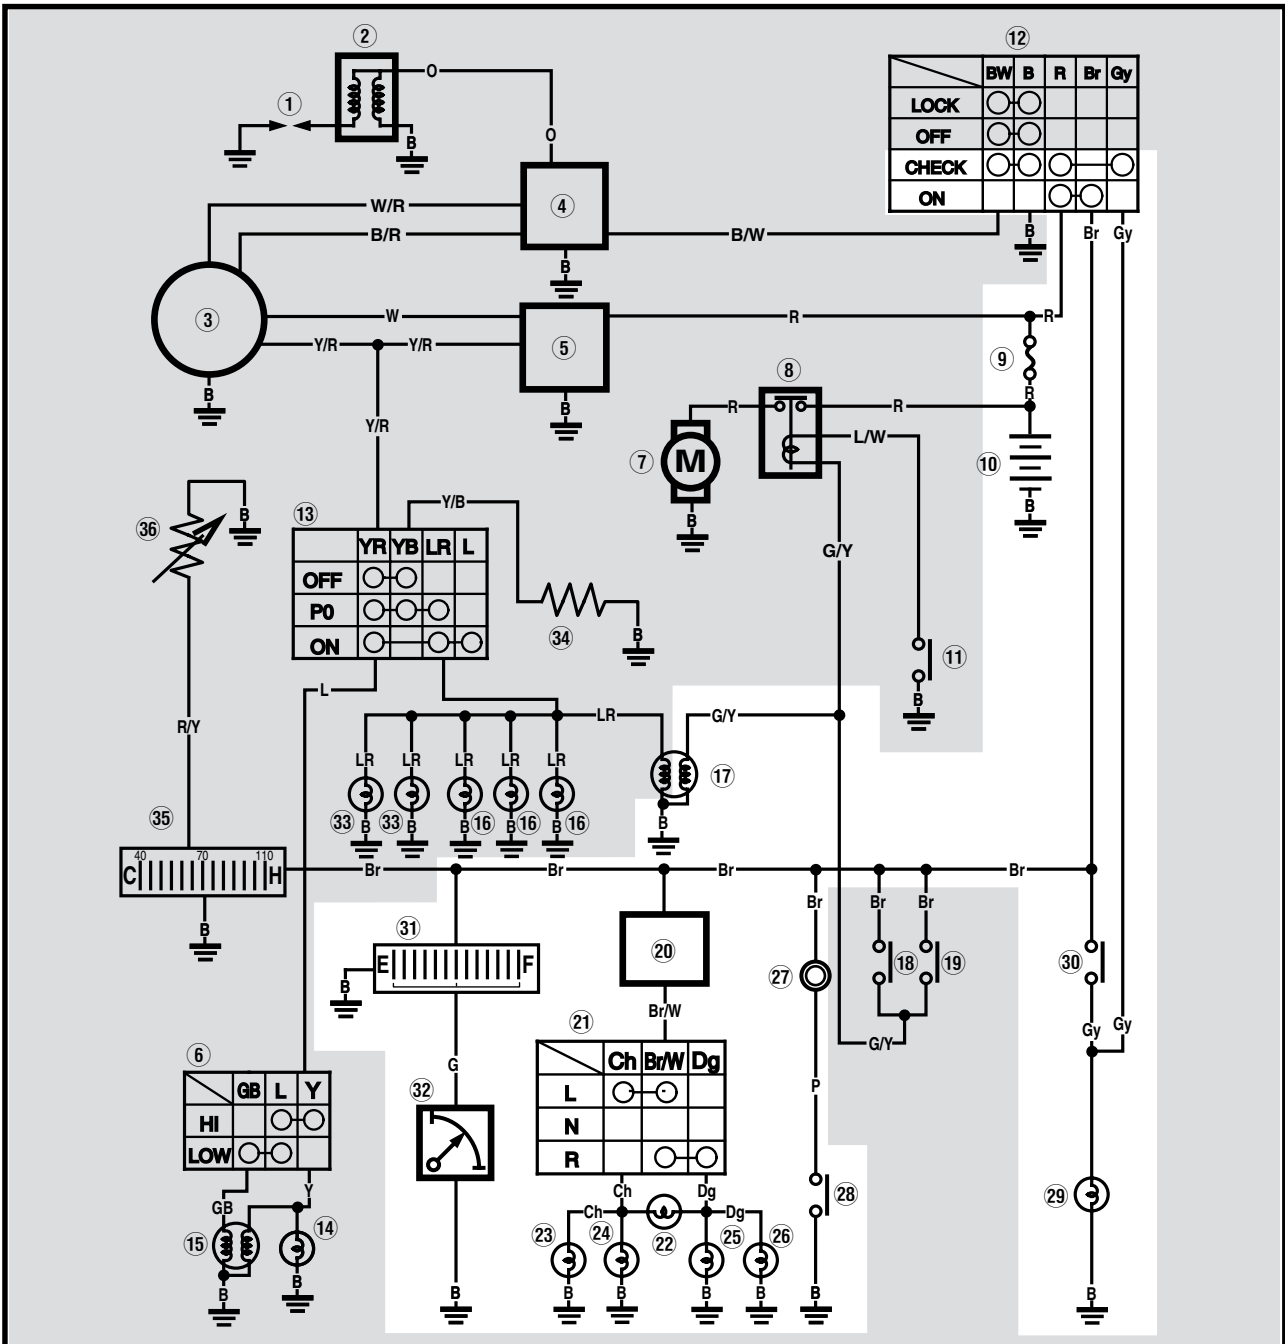 ②
⑫
BW B R Br Gy
LOCK
OFF
CHECK
ON
①
O
B
O
W/R
④
B/R
B/W
B
Br
Gy
B
③
W
⑤
R
R
Y/R
Y/R
⑨
⑧
B
B
R
R
R
L/W
Y/R
⑦
M
⑩
B
B
G/Y
㊱
B
⑬
Y/B
YR YB LR L
OFF
P0
ON
㉞
B
⑪
B
L
R/Y
LR
G/Y
LR LR LR LR LR
⑰
㉟
㉝ B ㉝ B B ⑯ B ⑯ B ⑯
B
40 70 110
C H
Br
Br
Br
Br
B
Br
Br
Br
㉛
E F
B
⑳
㉗
⑱
⑲
㉚
Br/W
㉑
Gy
Gy
G/Y
⑥
GB L Y
HI
LOW
G
㉜
Ch Br/W Dg
L
N
R
P
GB
Y
Ch
Dg
㉘
㉙
⑮
⑭
Ch
Dg
㉓
㉔
㉒
㉕
㉖
B
B
B
B
B
B
B
B
B